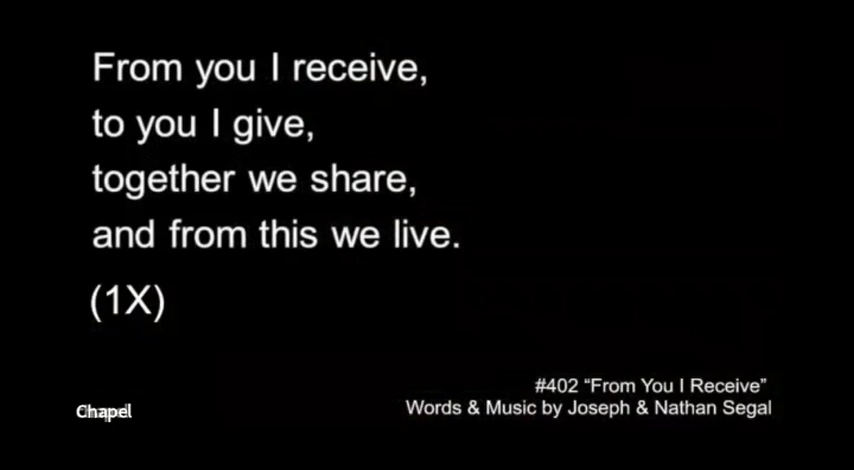 From you I receive,
to you I give,
together we share,
and from this we live.
(1X)
#402 “From You I Receive”
Words & Music by Joseph & Nathan Segal
Chapel